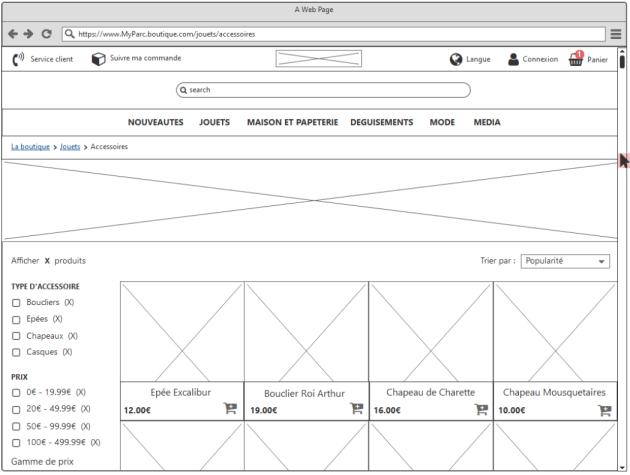 A Web Page
https://www.MyParc.boutique.com/jouets/accessoires
Service client Suivre ma commande Langue Connexion 1 Panier
search
NOUVEAUTES JOUETS MAISON ET PAPETERIE DEGUISEMENTS MODE MEDIA
La boutique > Jouets > Accessoires
Afficher X produits Trier par : Popularité
TYPE D'ACCESSOIRE
Boucliers (X)
Epées (X)
Chapeaux (X)
Casques (X)
PRIX
0€ - 19.99€ (X)
20€ - 49.99€ (X)
50€ - 99.99€ (X)
100€ - 499.99€ (X)
Gamme de prix
Epée Excalibur
12.00€
Bouclier Roi Arthur
19.00€
Chapeau de Charette
16.00€
Chapeau Mousquetaires
10.00€